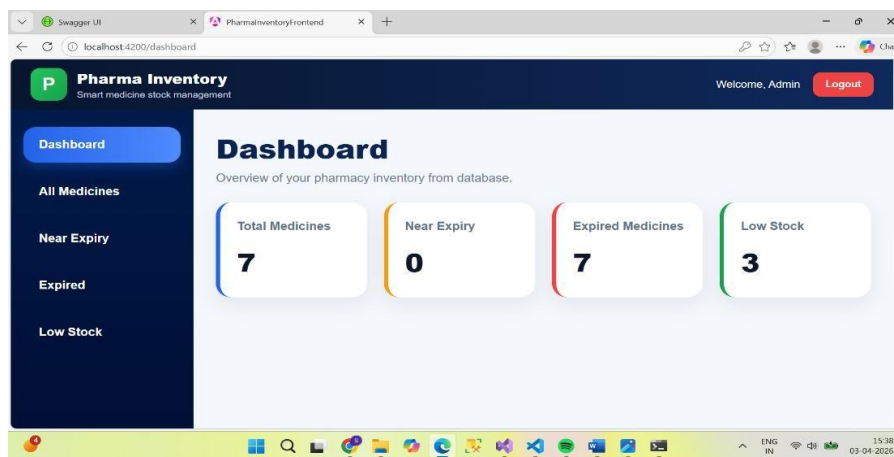 Swagger UI
PharmaInventoryFrontend
localhost:4200/dashboard
Cha
P
Pharma Inventory
Smart medicine stock management
Welcome, Admin
Logout
Dashboard
All Medicines
Near Expiry
Expired
Low Stock
Dashboard
Overview of your pharmacy inventory from database.
Total Medicines
7
Near Expiry
0
Expired Medicines
7
Low Stock
3
ENG
IN
15:38
03-04-2026